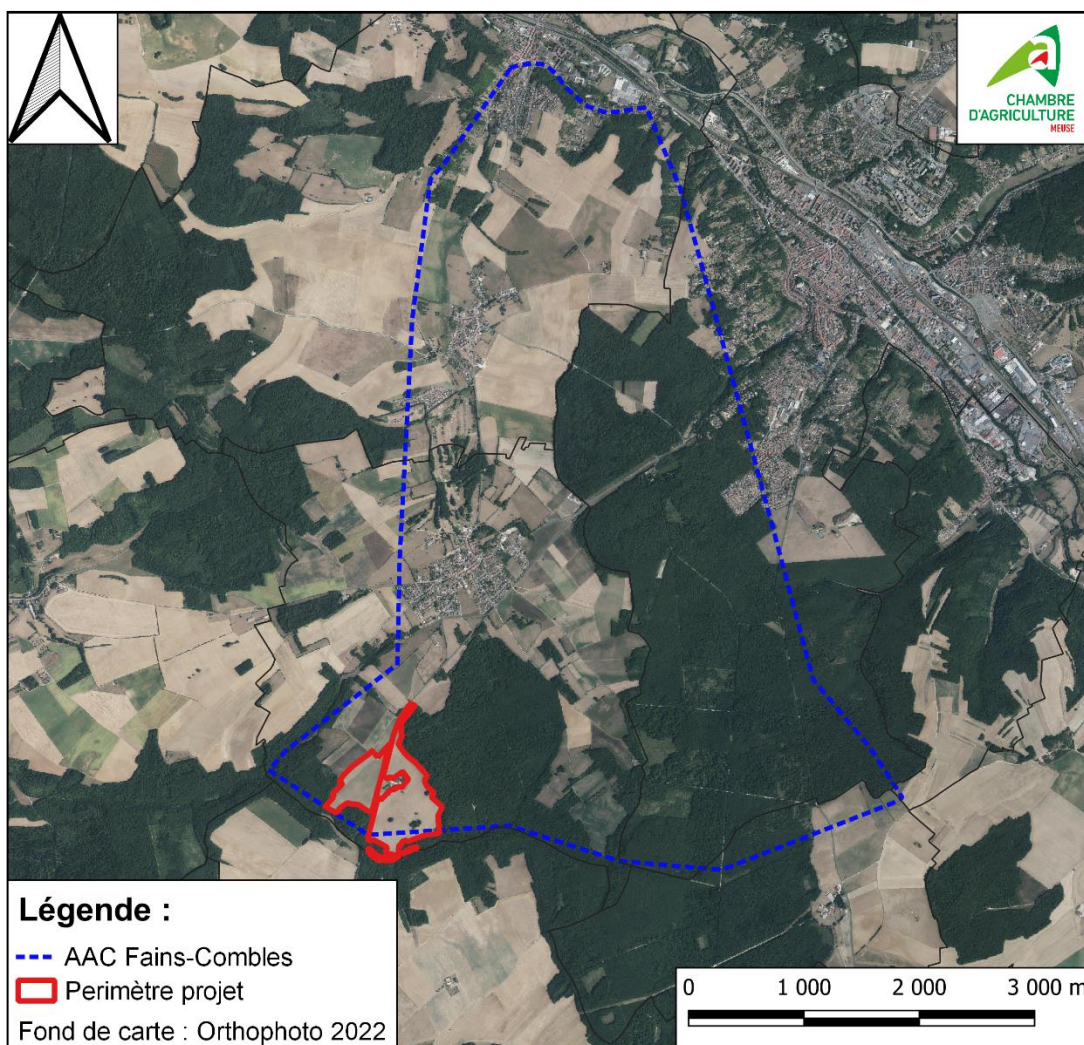 CHAMBRE
D'AGRICULTURE
MEUSE
Légende :
AAC Fains-Combles
Perimètre projet
Fond de carte : Orthophoto 2022
0 1 000 2 000 3 000 m